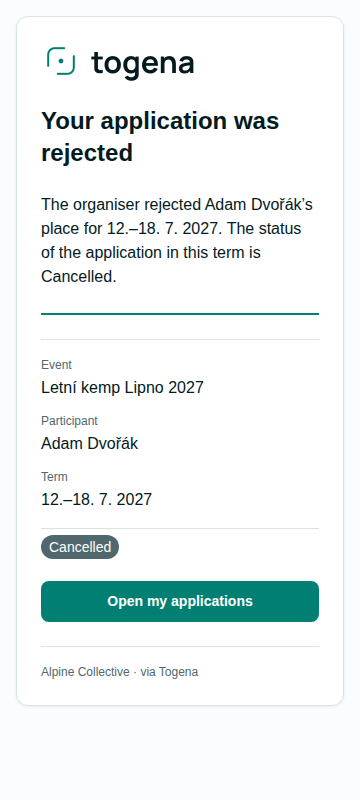 togena
Your application was
rejected
The organiser rejected Adam Dvořák’s
place for 12.–18. 7. 2027. The status
of the application in this term is
Cancelled.
Event
Letní kemp Lipno 2027
Participant
Adam Dvořák
Term
12.–18. 7. 2027
Cancelled
Open my applications
Alpine Collective · via Togena